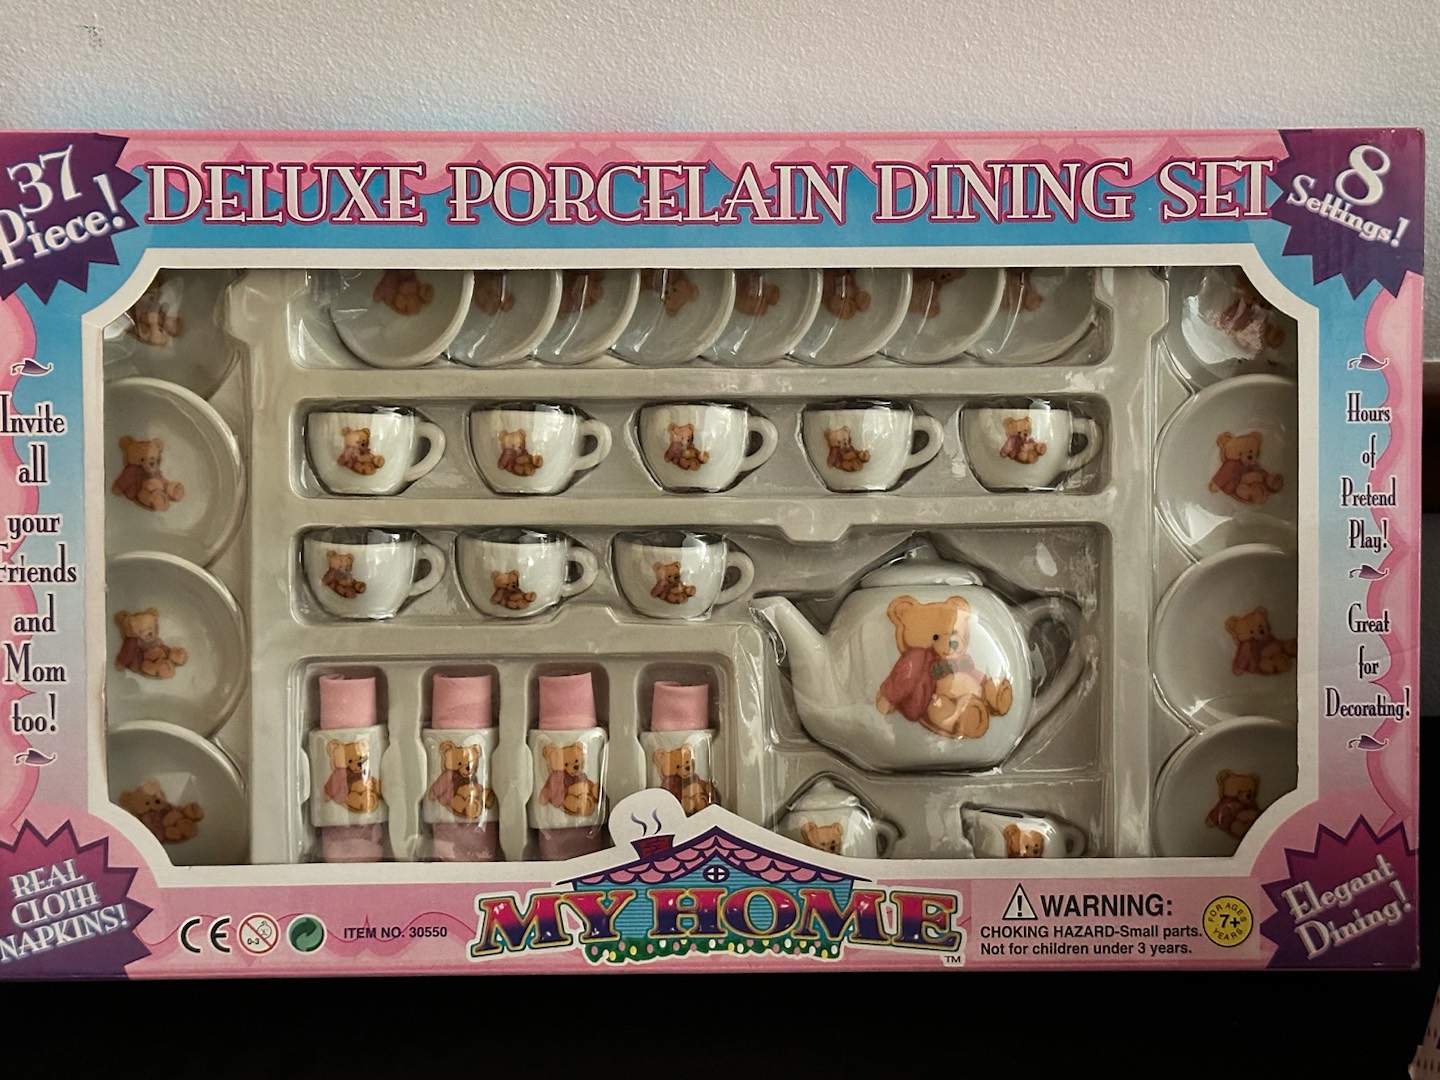 37
Piece!
DELUXE PORCELAIN DINING SET
8
Settings!
Invite
all
your
Friends
and
Mom
too!
Hours
of
Pretend
Play!
Great
for
Decorating!
REAL
CLOTH
NAPKINS!
CE
0-3
ITEM NO. 30550
MY HOME
TM
WARNING:
CHOKING HAZARD-Small parts.
Not for children under 3 years.
FOR AGES
7+
YEARS
Elegant
Dining!